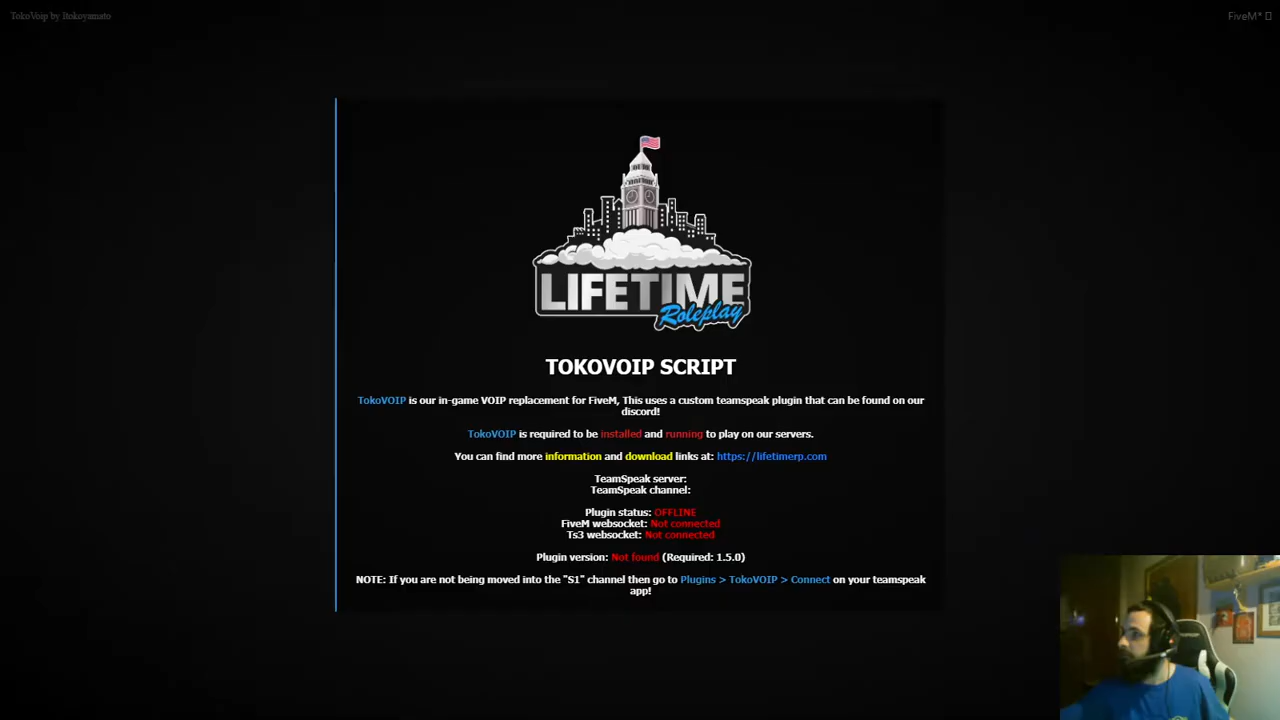 TokoVoip by Itokoyamato
FiveM*
LIFETIME
Roleplay
TOKOVOIP SCRIPT
TokoVOIP is our in-game VOIP replacement for FiveM, This uses a custom teamspeak plugin that can be found on our
discord!
TokoVOIP is required to be installed and running to play on our servers.
You can find more information and download links at: https://lifetimerp.com
TeamSpeak server:
TeamSpeak channel:
Plugin status: OFFLINE
FiveM websocket: Not connected
Ts3 websocket: Not connected
Plugin version: Not found (Required: 1.5.0)
NOTE: If you are not being moved into the "S1" channel then go to Plugins > TokoVOIP > Connect on your teamspeak
app!